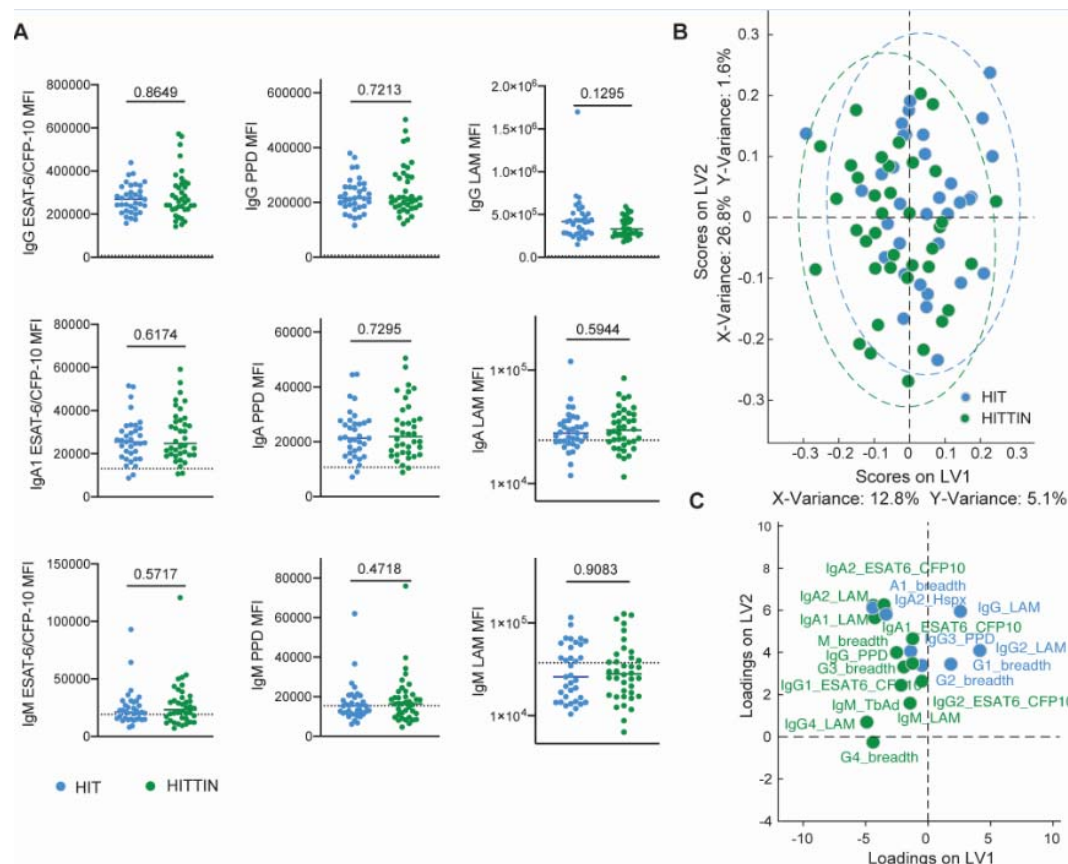 A
IgG ESAT-6/CFP-10 MFI
800000
600000
400000
200000
0
0.8649
IgG PPD MFI
600000
400000
200000
0
0.7213
IgG LAM MFI
2.0×10⁶
1.5×10⁶
1.0×10⁶
5.0×10⁵
0.0
0.1295
IgA1 ESAT-6/CFP-10 MFI
80000
60000
40000
20000
0
0.6174
IgA PPD MFI
60000
40000
20000
0
0.7295
IgA LAM MFI
1×10⁵
1×10⁴
0.5944
IgM ESAT-6/CFP-10 MFI
150000
100000
50000
0
0.5717
IgM PPD MFI
80000
60000
40000
20000
0
0.4718
IgM LAM MFI
1×10⁵
1×10⁴
0.9083
HIT
HITTIN
B
Scores on LV2
X-Variance: 26.8% Y-Variance: 1.6%
0.3
0.2
0.1
0
-0.1
-0.2
-0.3
HIT
HITTIN
-0.3 -0.2 -0.1 0 0.1 0.2 0.3
Scores on LV1
X-Variance: 12.8% Y-Variance: 5.1%
C
Loadings on LV2
10
8
6
4
2
0
-2
-4
IgA2_ESAT6_CFP10
A1_breadth
IgA2_LAM
IgA2_Hspx
IgG_LAM
IgA1_LAM
IgA1_ESAT6_CFP10
M_breadth
IgG3_PPD
IgG2_LAM
IgG_PPD
G3_breadth
G1_breadth
G2_breadth
IgG1_ESAT6_CFP10
IgG2_ESAT6_CFP10
IgM_TbAd
IgM_LAM
IgG4_LAM
G4_breadth
-10 -5 0 5 10
Loadings on LV1